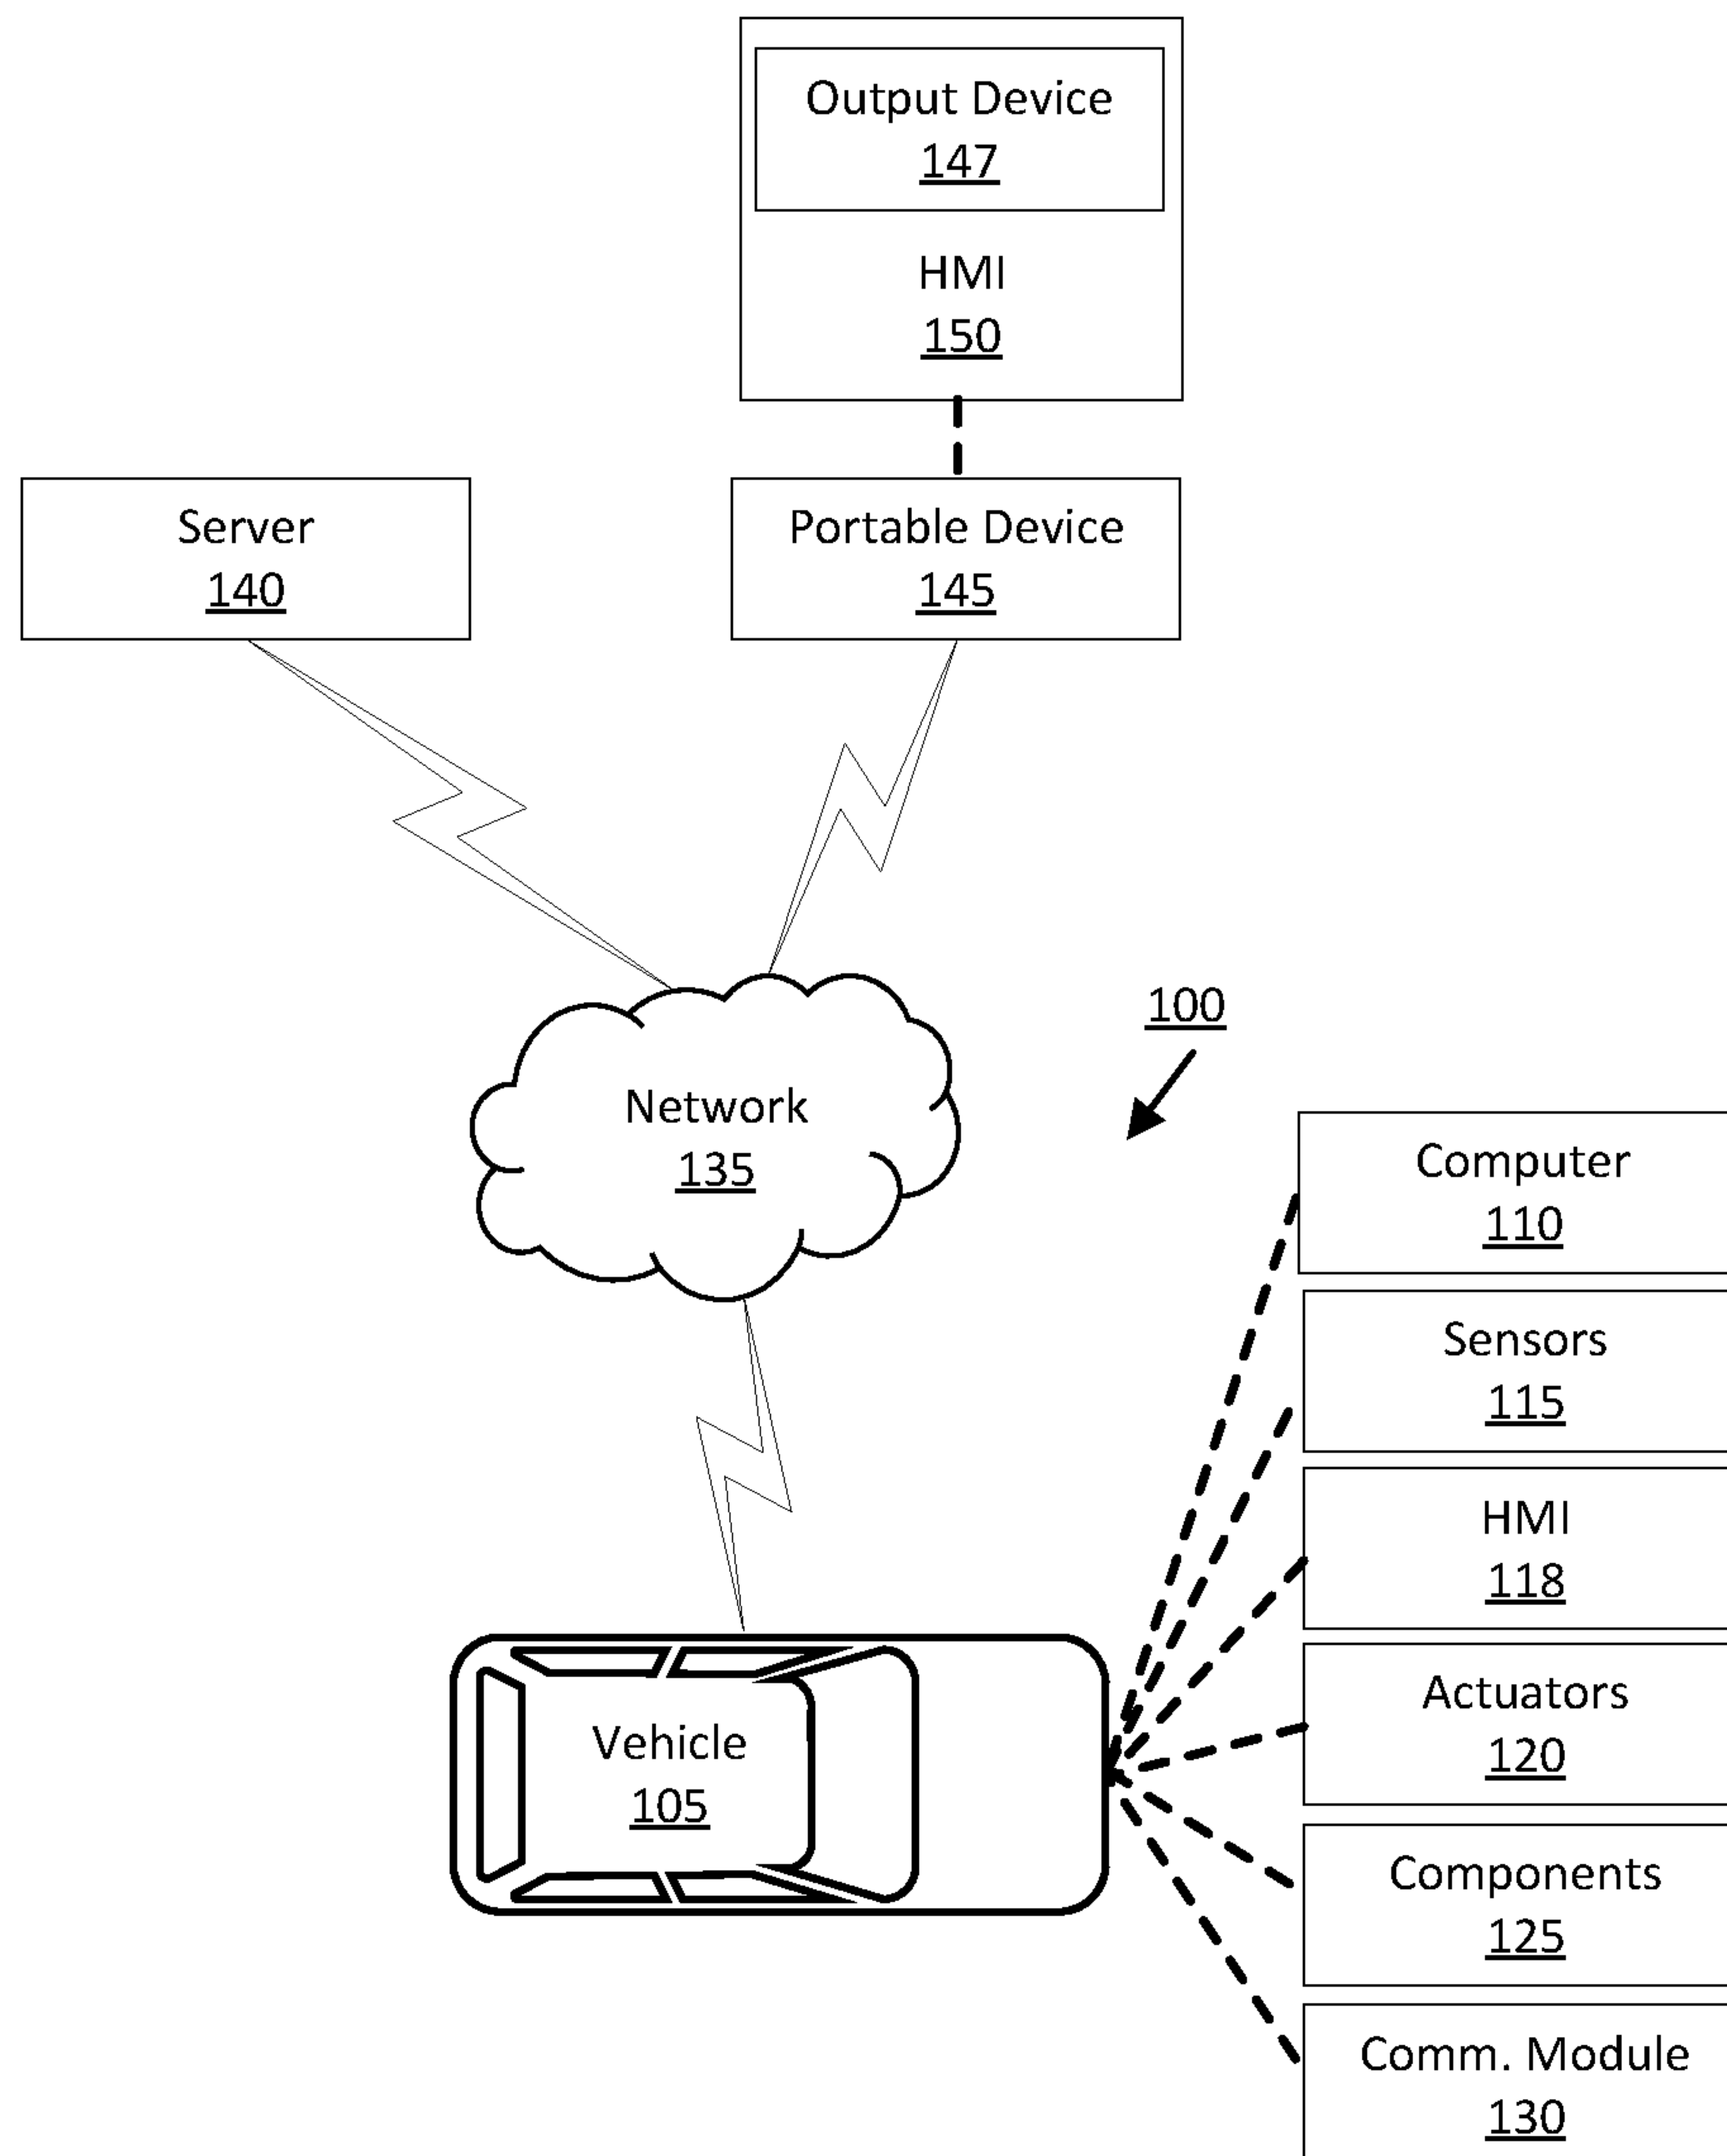 Output Device
147
HMI
150
Server
140
Portable Device
145
100
Network
135
Computer
110
Sensors
115
HMI
118
Actuators
120
Vehicle
105
Components
125
Comm. Module
130